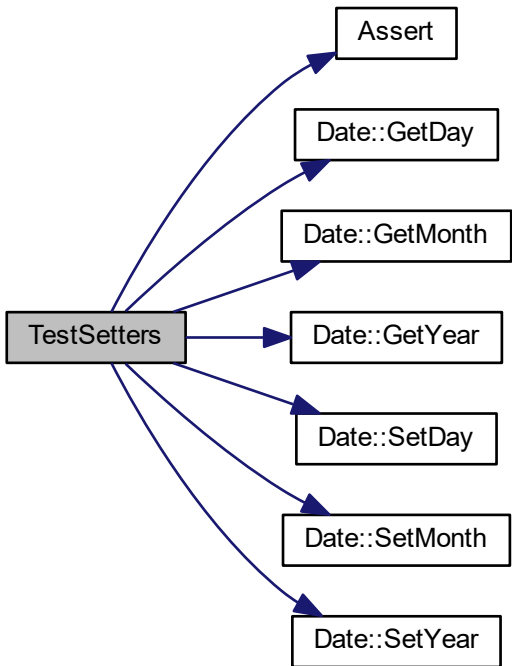 Assert
Date::GetDay
Date::GetMonth
TestSetters
Date::GetYear
Date::SetDay
Date::SetMonth
Date::SetYear